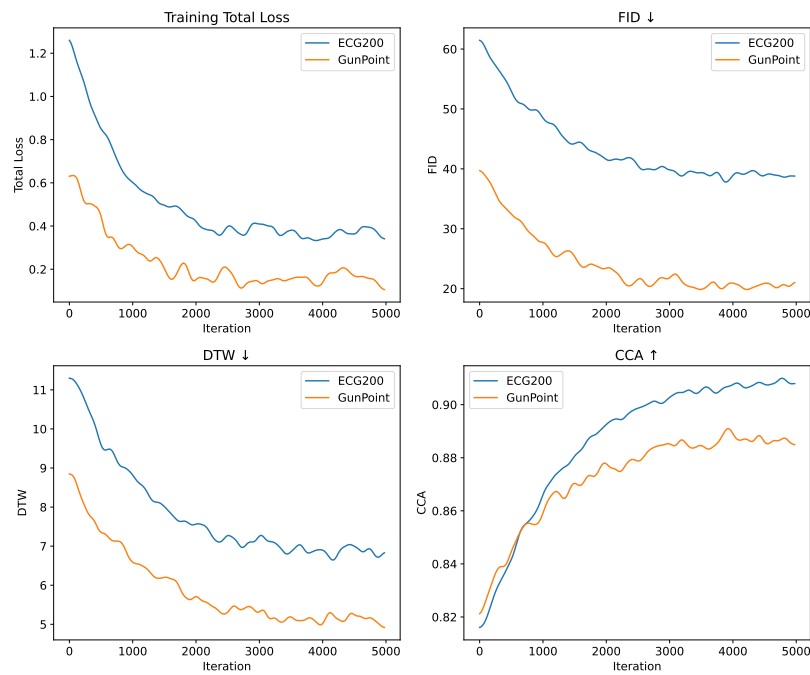 Training Total Loss
1.2
1.0
0.8
0.6
0.4
0.2
Total Loss
ECG200
GunPoint
0 1000 2000 3000 4000 5000
Iteration
FID ↓
60
50
40
30
20
FID
ECG200
GunPoint
0 1000 2000 3000 4000 5000
Iteration
DTW ↓
11
10
9
8
7
6
5
DTW
ECG200
GunPoint
0 1000 2000 3000 4000 5000
Iteration
CCA ↑
0.90
0.88
0.86
0.84
0.82
CCA
ECG200
GunPoint
0 1000 2000 3000 4000 5000
Iteration